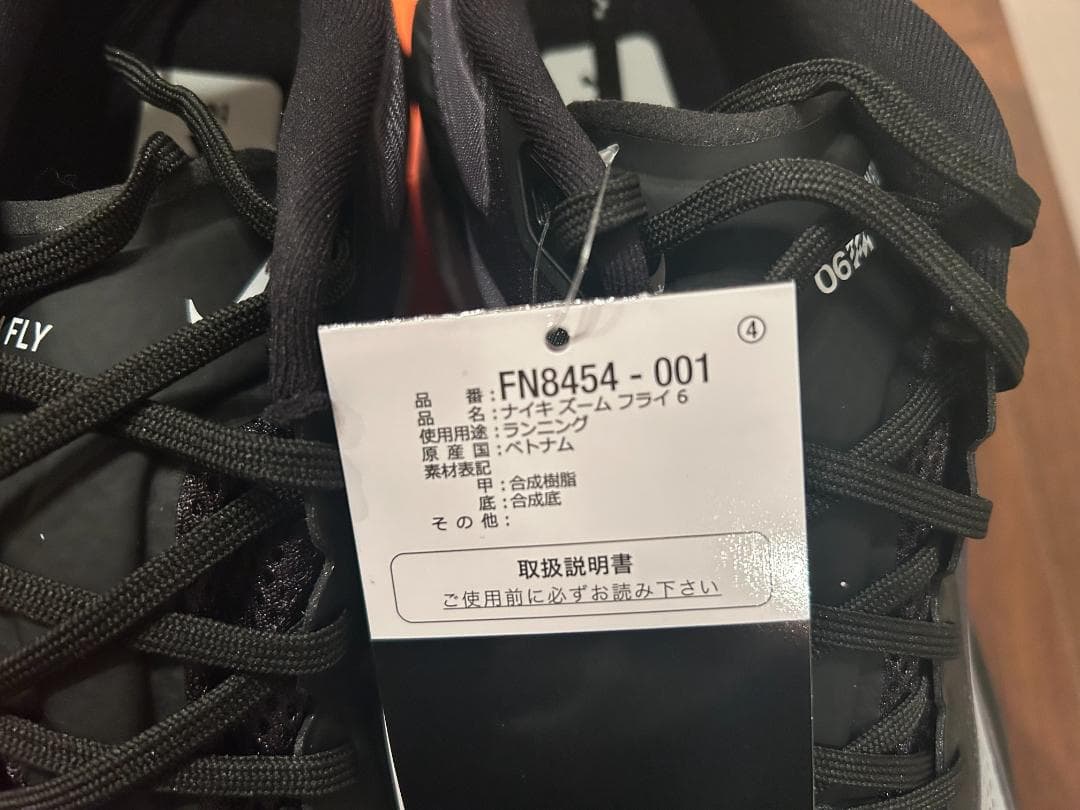 FLY
06
④
品 番：FN8454 - 001
品 名：ナイキ ズーム フライ 6
使用用途：ランニング
原 産 国：ベトナム
素材表記
甲：合成樹脂
底：合成底
そ の 他：
取扱説明書
ご使用前に必ずお読み下さい